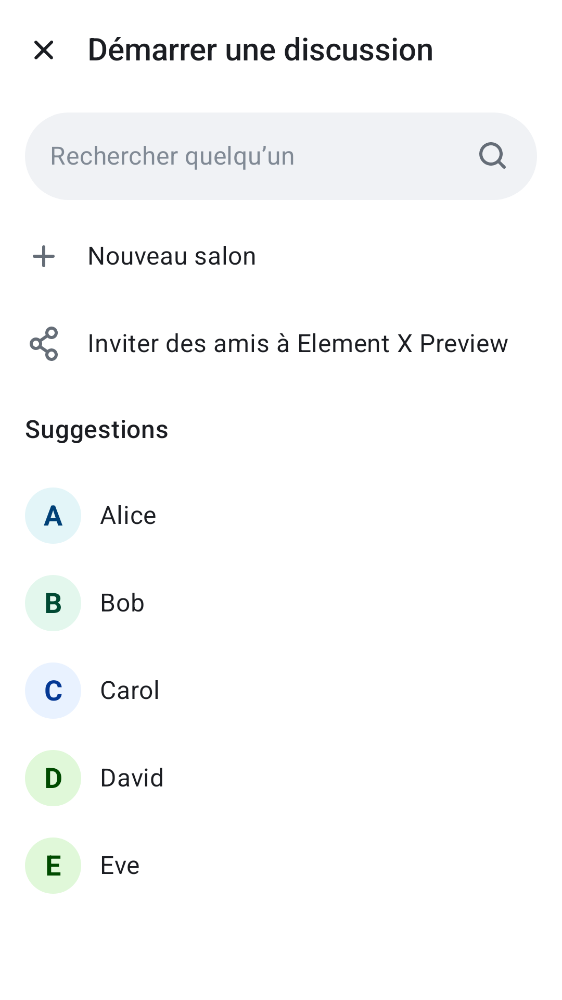 Démarrer une discussion
Rechercher quelqu’un
Nouveau salon
Inviter des amis à Element X Preview
Suggestions
A Alice
B Bob
C Carol
D David
E Eve